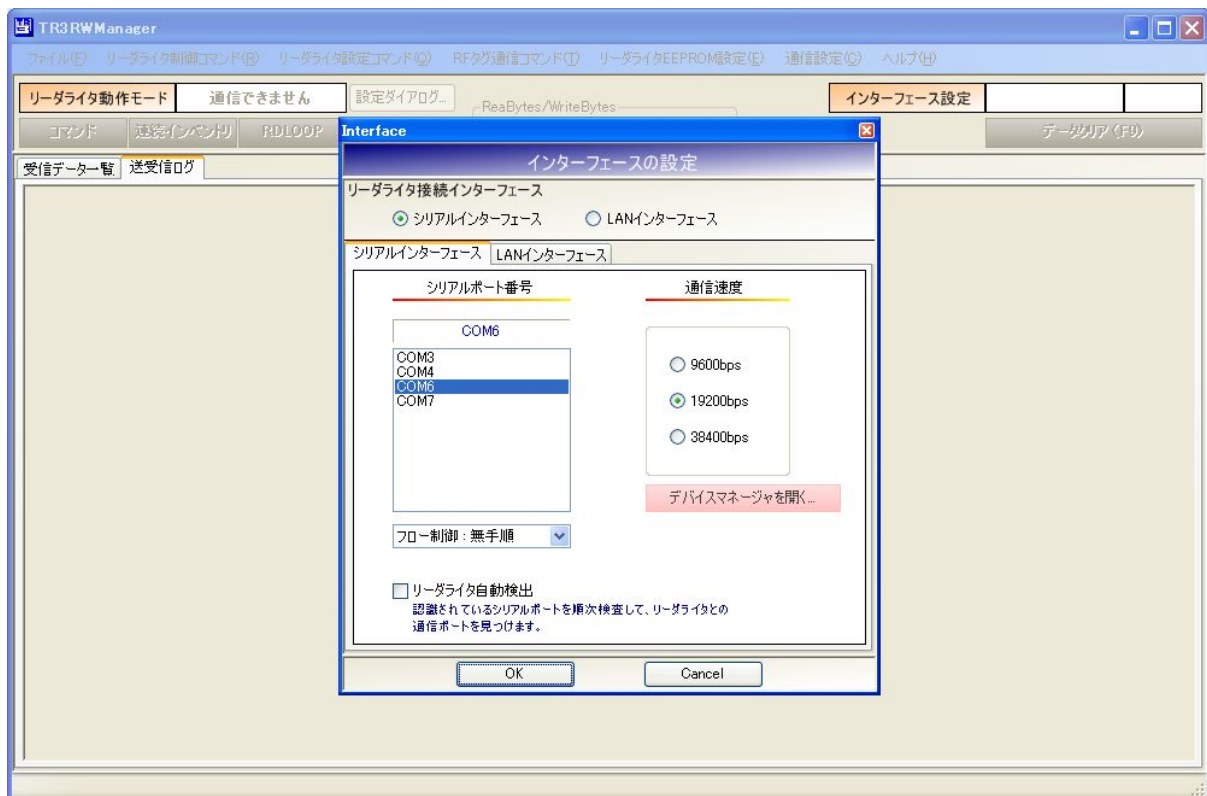 TR3RWManager
ファイル(F) リーダライタ制御コマンド(R) リーダライタ設定コマンド(Q) RFタグ通信コマンド(T) リーダライタEEPROM設定(E) 通信設定(C) ヘルプ(H)
リーダライタ動作モード 通信できません 設定ダイアログ... ReaBytes/WriteBytes インターフェース設定
コマンド 連続インベントリ RDLOOP データクリア (F9)
受信データ一覧 送受信ログ
Interface
インターフェースの設定
リーダライタ接続インターフェース
シリアルインターフェース LANインターフェース
シリアルインターフェース LANインターフェース
シリアルポート番号 通信速度
COM6
COM3
COM4
COM6
COM7
9600bps
19200bps
38400bps
デバイスマネージャを開く...
フロー制御 : 無手順
リーダライタ自動検出
認識されているシリアルポートを順次検査して、リーダライタとの
通信ポートを見つけます。
OK Cancel